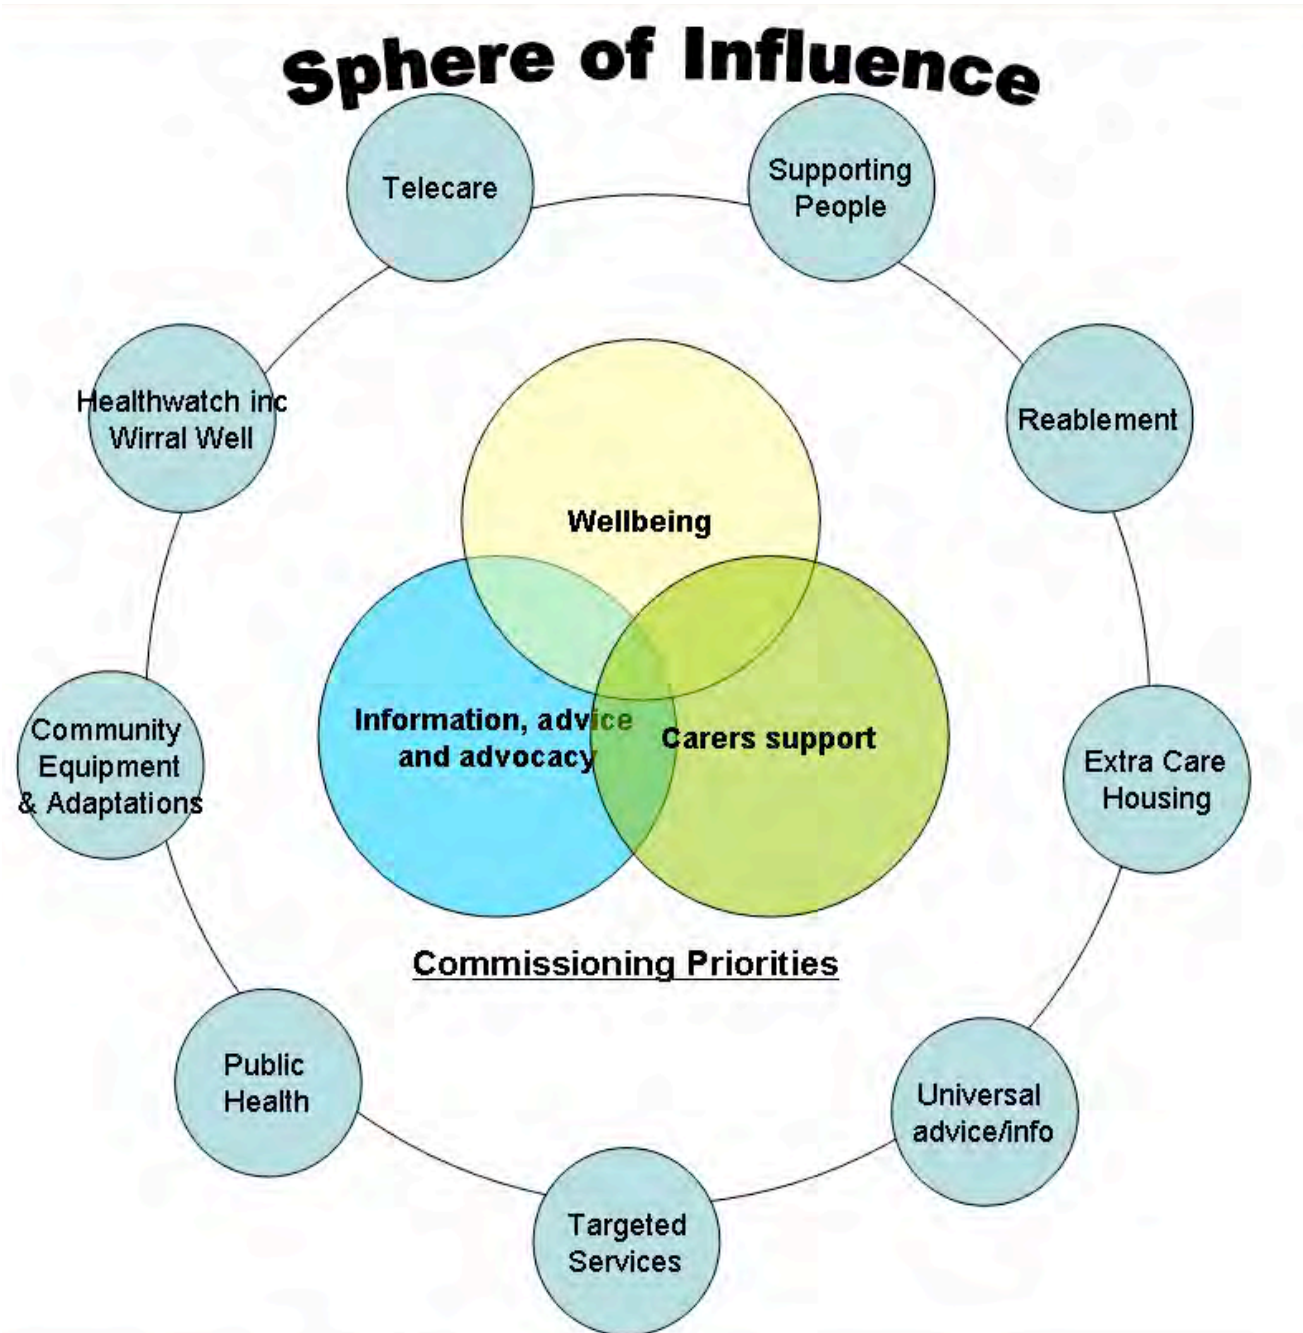 Sphere of Influence
Telecare
Supporting
People
Healthwatch inc
Wirral Well
Reablement
Wellbeing
Information, advice
and advocacy
Carers support
Community
Equipment
& Adaptations
Extra Care
Housing
Commissioning Priorities
Public
Health
Universal
advice/info
Targeted
Services